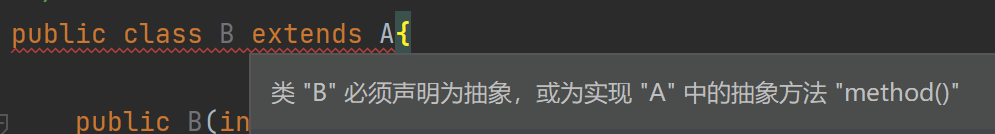 public class B extends A{
类 "B" 必须声明为抽象，或为实现 "A" 中的抽象方法 "method()"
public B(in